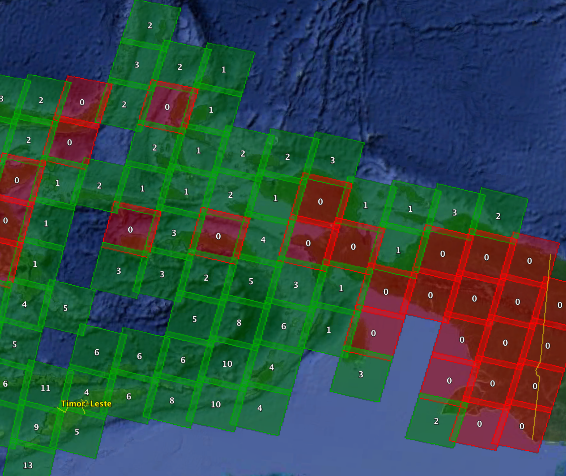 2
3 2 1
3 2 0 2 0 1
2 0 2 1 2 2 3
0 1 2 1 1 2 1 0 1 1 3 2
0 1 0 3 0 4 0 0 1 0 0 0
1 3 3 2 5 3 1 0 0 0 0 0
4 5 5 8 6 1 0 0 0 0
5 6 6 6 10 4 3 0 0 0
6 11 4 6 8 10 4 2 0 0
Timor Leste
9 5
13